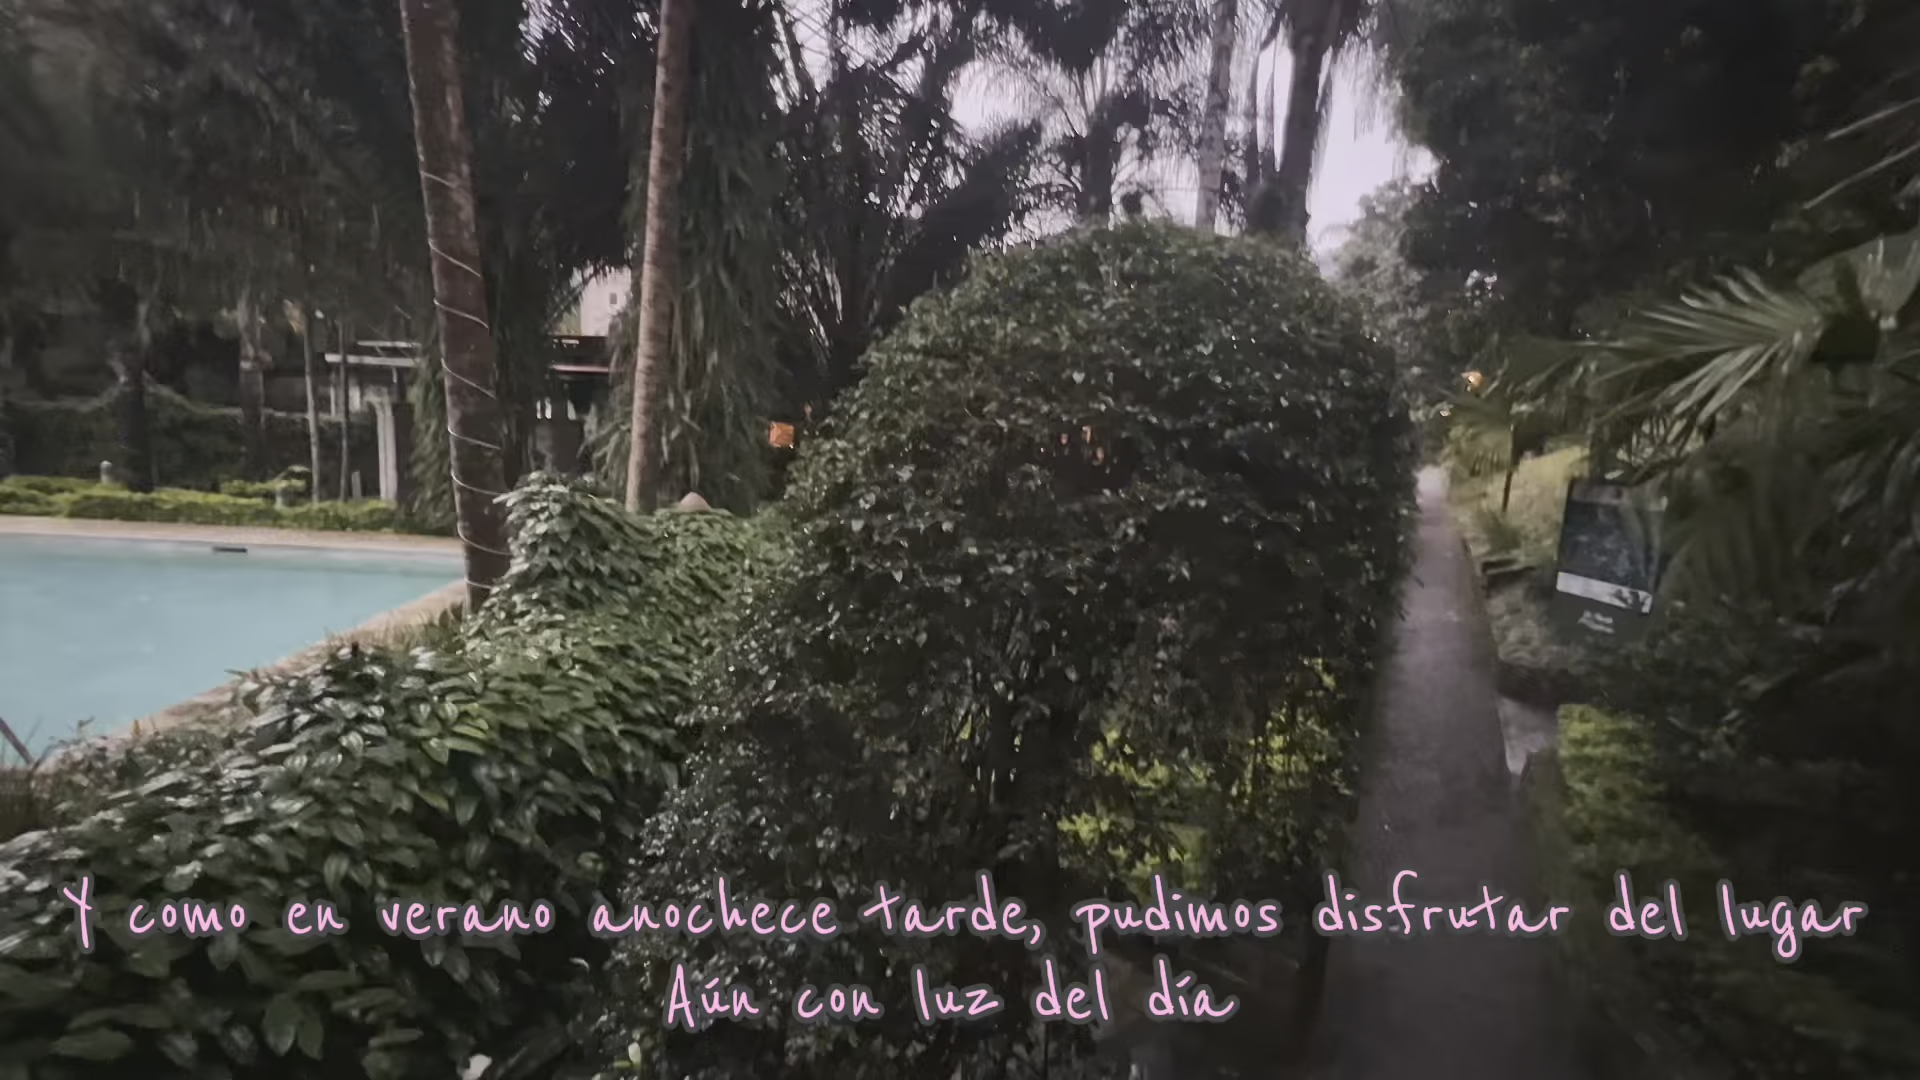 Y como en verano anochece tarde, pudimos disfrutar del lugar
Aún con luz del día